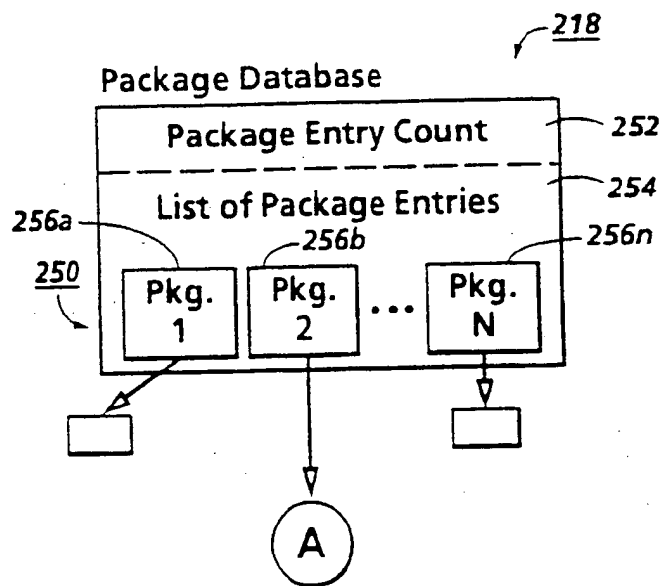 218
Package Database
Package Entry Count
252
254
List of Package Entries
256a
256b
256n
250
Pkg.
1
Pkg.
2
•••
Pkg.
N
A